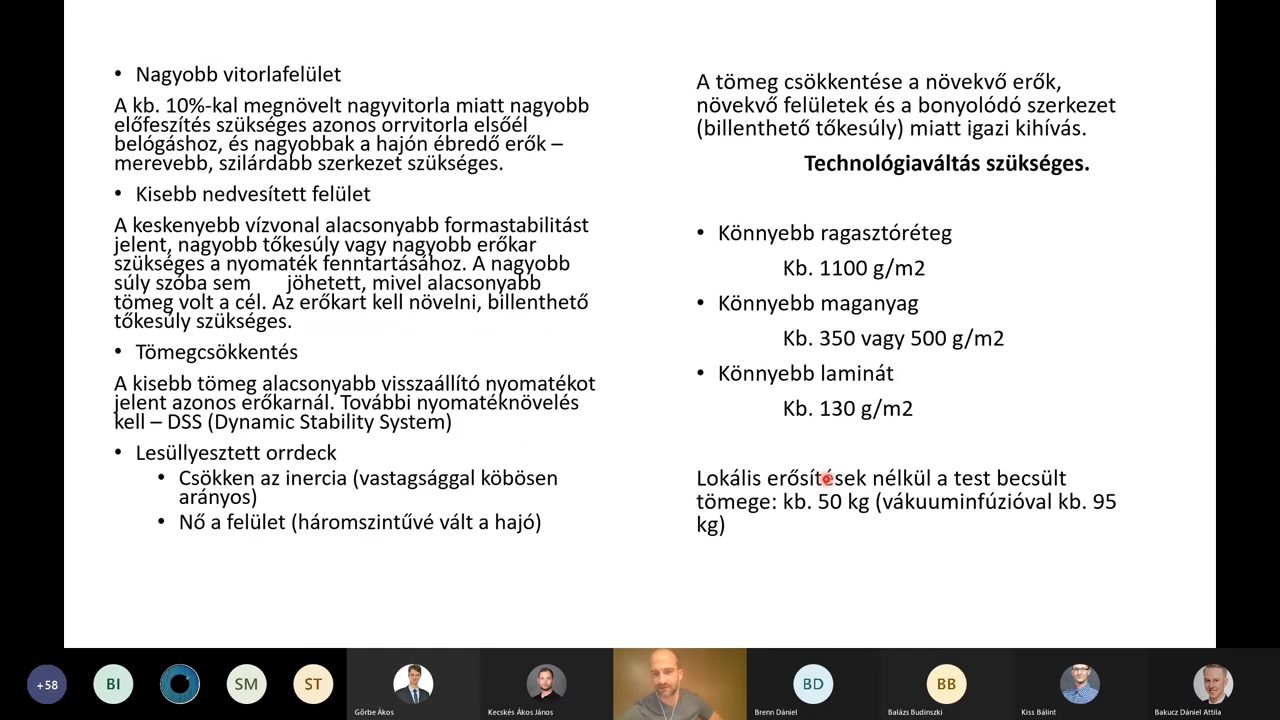 • Nagyobb vitorlafelület
A kb. 10%-kal megnövelt nagyvitorla miatt nagyobb
előfeszítés szükséges azonos orrvitorla elsőél
belógáshoz, és nagyobbak a hajón ébredő erők –
merevebb, szilárdabb szerkezet szükséges.
• Kisebb nedvesített felület
A keskenyebb vízvonal alacsonyabb formastabilitást
jelent, nagyobb tőkesúly vagy nagyobb erőkar
szükséges a nyomaték fenntartásához. A nagyobb
súly szóba sem jöhetett, mivel alacsonyabb
tömeg volt a cél. Az erőkart kell növelni, billenthető
tőkesúly szükséges.
• Tömegcsökkentés
A kisebb tömeg alacsonyabb visszaállító nyomatékot
jelent azonos erőkarnál. További nyomatéknövelés
kell – DSS (Dynamic Stability System)
• Lesüllyesztett orrdeck
• Csökken az inercia (vastagsággal köbösen
arányos)
• Nő a felület (háromszintűvé vált a hajó)
A tömeg csökkentése a növekvő erők,
növekvő felületek és a bonyolódó szerkezet
(billenthető tőkesúly) miatt igazi kihívás.
Technológiaváltás szükséges.
• Könnyebb ragasztóréteg
Kb. 1100 g/m2
• Könnyebb maganyag
Kb. 350 vagy 500 g/m2
• Könnyebb laminát
Kb. 130 g/m2
Lokális erősítések nélkül a test becsült
tömege: kb. 50 kg (vákuuminfúzióval kb. 95
kg)
+58
BI
SM
ST
Gőrbe Ákos
Kecskés Ákos János
BD
Brenn Dániel
BB
Balázs Budinszki
Kiss Bálint
Bakucz Dániel Attila